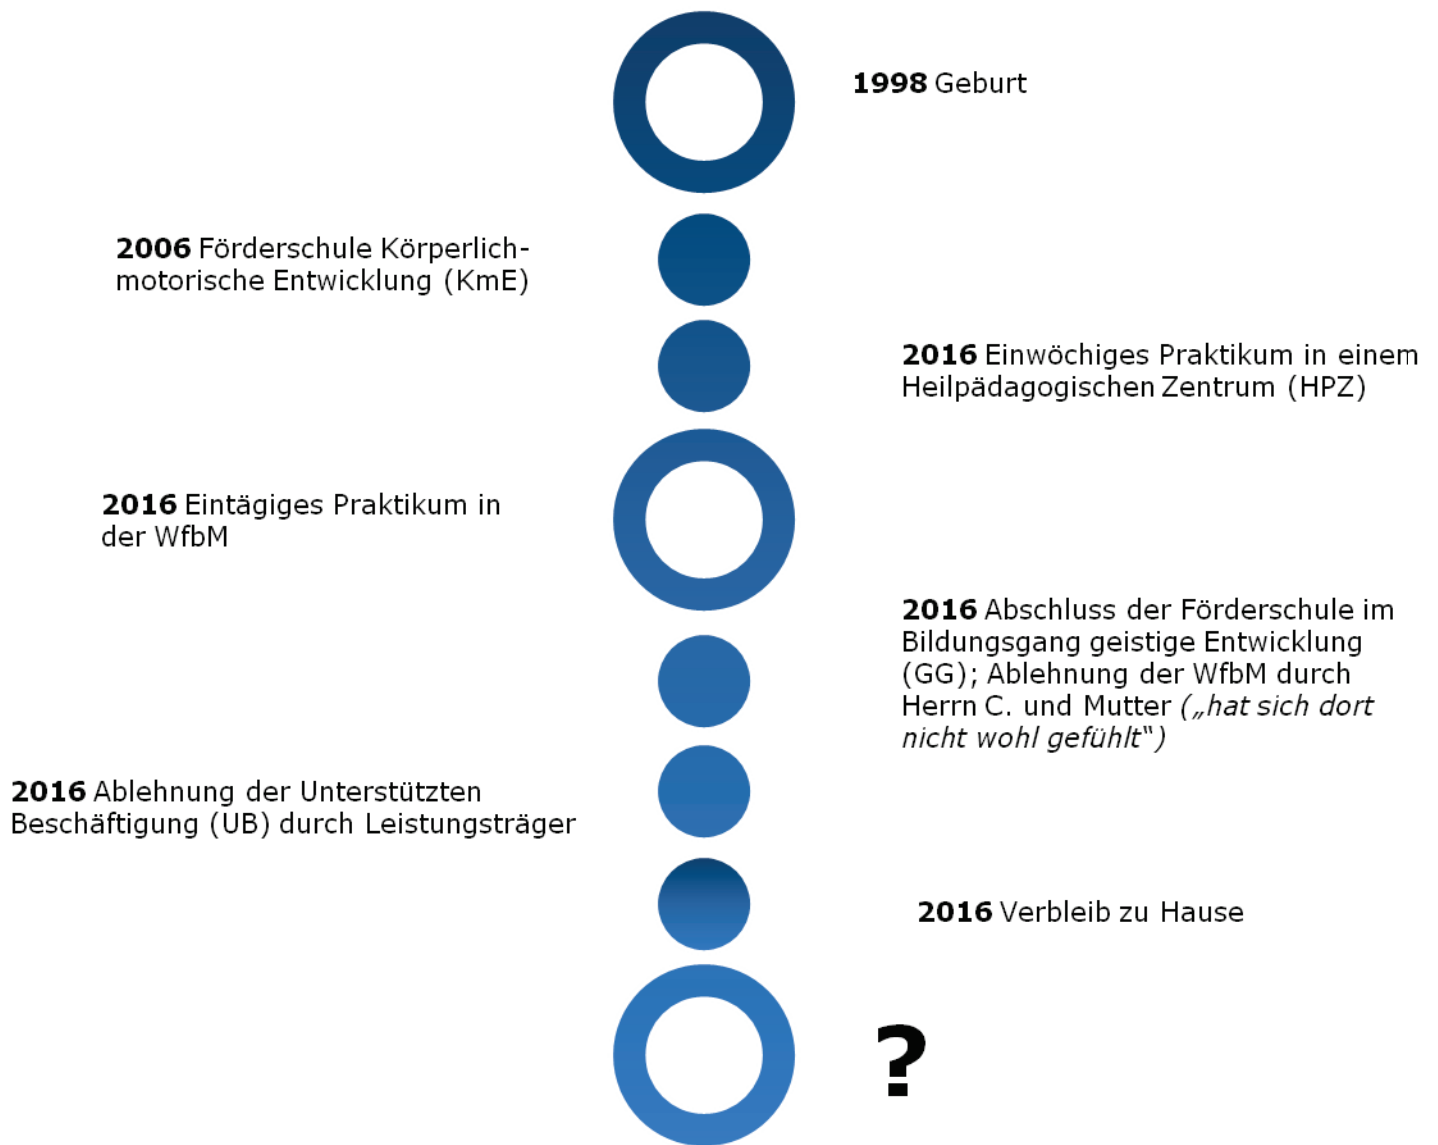 1998 Geburt
2006 Förderschule Körperlich-
motorische Entwicklung (KmE)
2016 Einwöchiges Praktikum in einem
Heilpädagogischen Zentrum (HPZ)
2016 Eintägiges Praktikum in
der WfbM
2016 Abschluss der Förderschule im
Bildungsgang geistige Entwicklung
(GG); Ablehnung der WfbM durch
Herrn C. und Mutter („hat sich dort
nicht wohl gefühlt“)
2016 Ablehnung der Unterstützten
Beschäftigung (UB) durch Leistungsträger
2016 Verbleib zu Hause
?